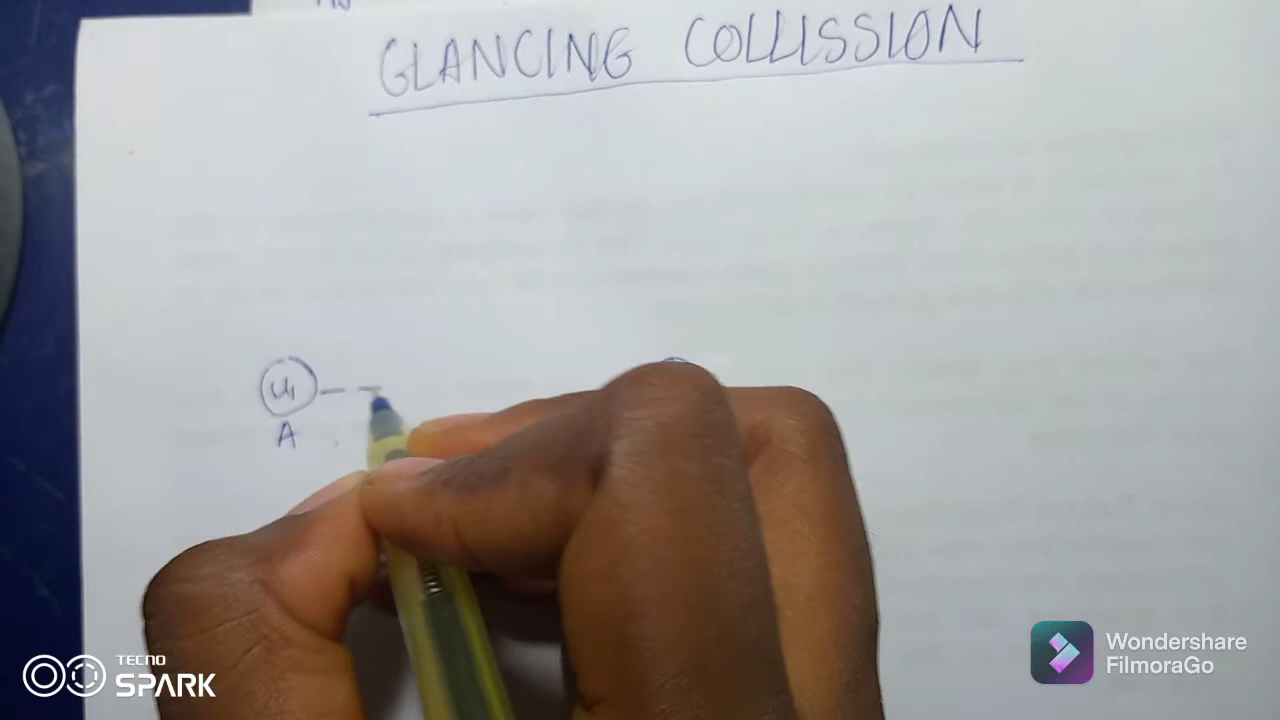 GLANCING COLLISSION
U1
A
TECNO
SPARK
Wondershare
FilmoraGo